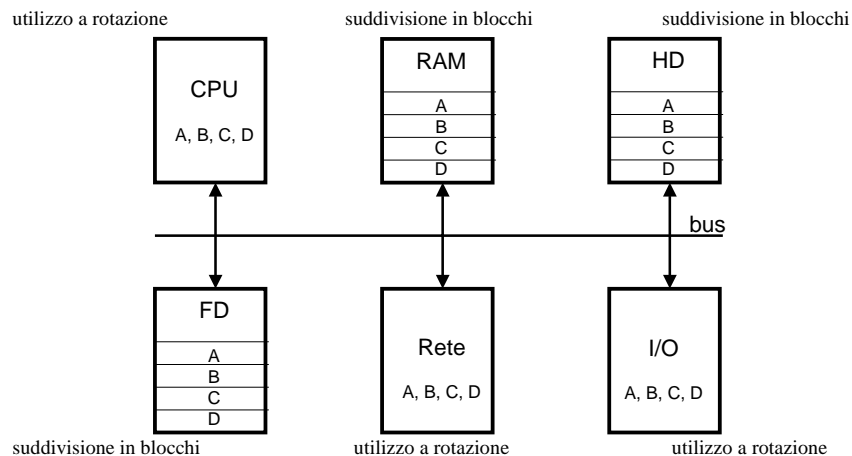 utilizzo a rotazione
suddivisione in blocchi
suddivisione in blocchi
CPU
A, B, C, D
RAM
A
B
C
D
HD
A
B
C
D
bus
FD
A
B
C
D
Rete
A, B, C, D
I/O
A, B, C, D
suddivisione in blocchi
utilizzo a rotazione
utilizzo a rotazione